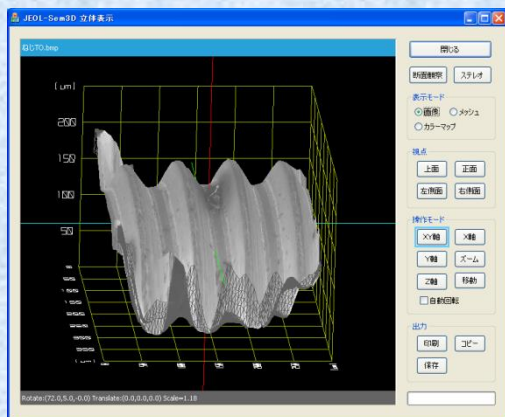 JEOL-Sem3D 立体表示
ねじTO.bmp
閉じる
断面観察 ステレオ
表示モード
画像 メッシュ
カラーマップ
視点
上面 正面
左側面 右側面
操作モード
XY軸 X軸
Y軸 ズーム
Z軸 移動
自動回転
出力
印刷 コピー
保存
[um]
200
150
100
50
Rotate:(72.0,5.0,-0.0) Translate:(0.0,0.0,0.0) Scale=1.18